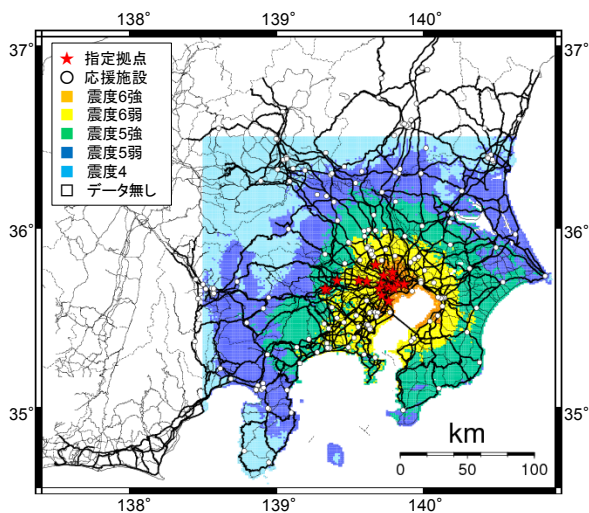 138° 139° 140°
37° 37°
指定拠点
応援施設
震度6強
震度6弱
震度5強
震度5弱
震度4
データ無し
36° 36°
35° 35°
km
0 50 100
138° 139° 140°